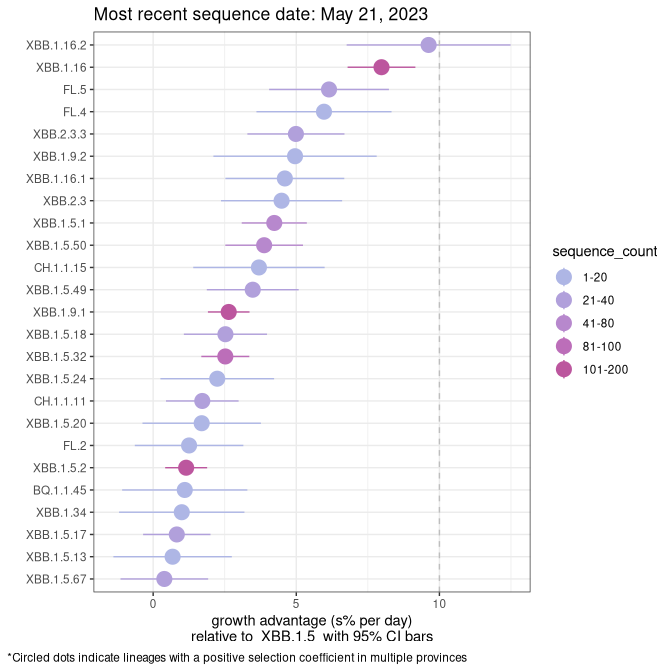 Most recent sequence date: May 21, 2023
XBB.1.16.2
XBB.1.16
FL.5
FL.4
XBB.2.3.3
XBB.1.9.2
XBB.1.16.1
XBB.2.3
XBB.1.5.1
XBB.1.5.50
CH.1.1.15
XBB.1.5.49
XBB.1.9.1
XBB.1.5.18
XBB.1.5.32
XBB.1.5.24
CH.1.1.11
XBB.1.5.20
FL.2
XBB.1.5.2
BQ.1.1.45
XBB.1.34
XBB.1.5.17
XBB.1.5.13
XBB.1.5.67
0 5 10
growth advantage (s% per day)
relative to XBB.1.5 with 95% CI bars
sequence_count
1-20
21-40
41-80
81-100
101-200
*Circled dots indicate lineages with a positive selection coefficient in multiple provinces